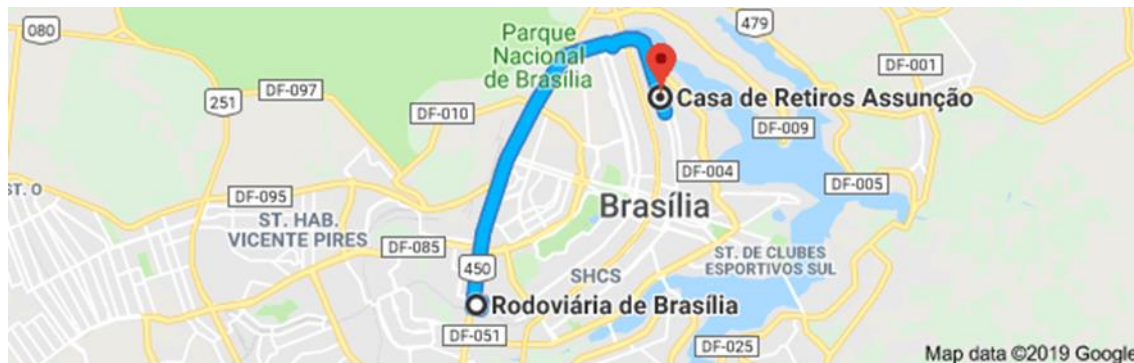 080
Parque
Nacional
de Brasília
479
251
DF-097
DF-010
Casa de Retiros Assunção
DF-001
DF-009
ST. O
DF-095
ST. HAB.
VICENTE PIRES
DF-004
DF-005
Brasília
DF-085
450
SHCS
ST. DE CLUBES
ESPORTIVOS SUL
Rodoviária de Brasília
DF-051
DF-025
Map data ©2019 Google